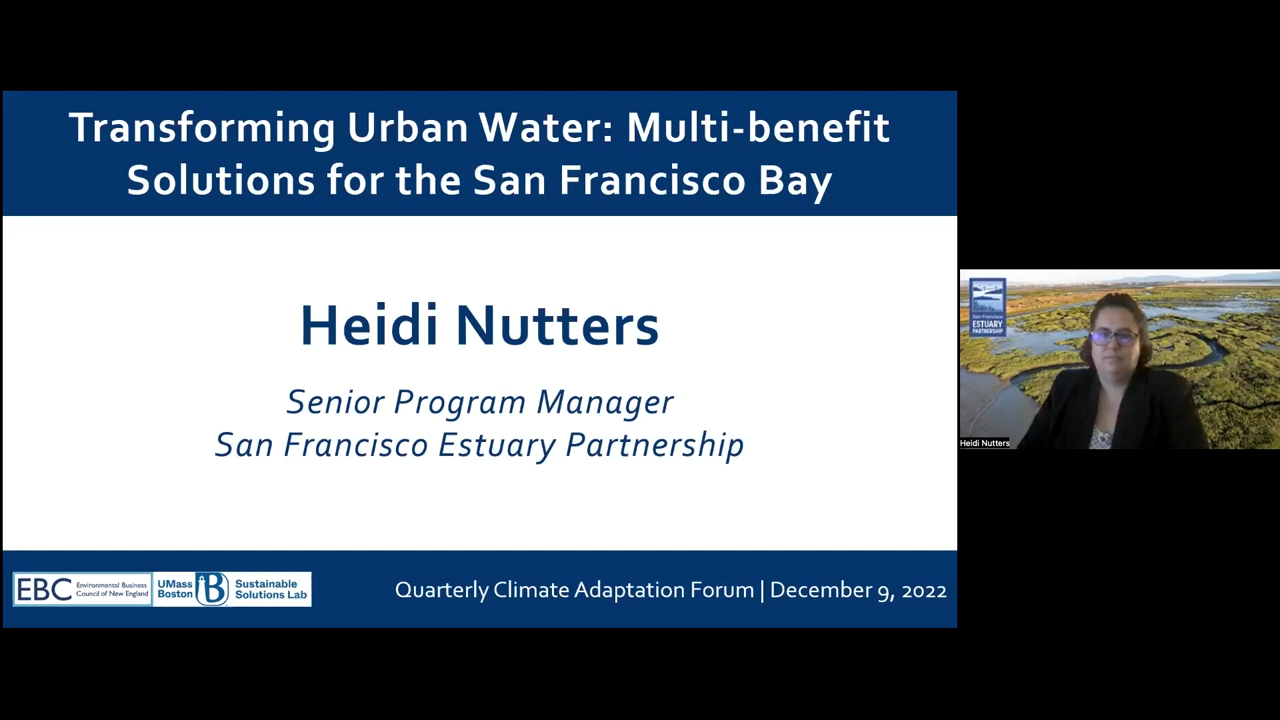 Transforming Urban Water: Multi-benefit
Solutions for the San Francisco Bay
Heidi Nutters
Senior Program Manager
San Francisco Estuary Partnership
EBC
Environmental Business
Council of New England
UMass
Boston
B
Sustainable
Solutions Lab
Quarterly Climate Adaptation Forum | December 9, 2022
San Francisco
ESTUARY
PARTNERSHIP
Heidi Nutters